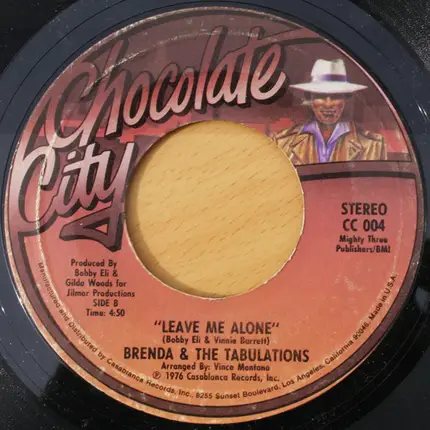 Chocolate
City
STEREO
CC 004
Mighty Three
Publishers/BMI
Produced By
Bobby Eli &
Gilda Woods for
Jilmar Productions
SIDE B
Time: 4:50
"LEAVE ME ALONE"
(Bobby Eli & Vinnie Barrett)
BRENDA & THE TABULATIONS
Arranged By: Vince Montana
℗ 1976 Casablanca Records, Inc.
Manufactured and Distributed by Casablanca Records, Inc., 8255 Sunset Boulevard, Los Angeles, California 90046. Made in U.S.A.